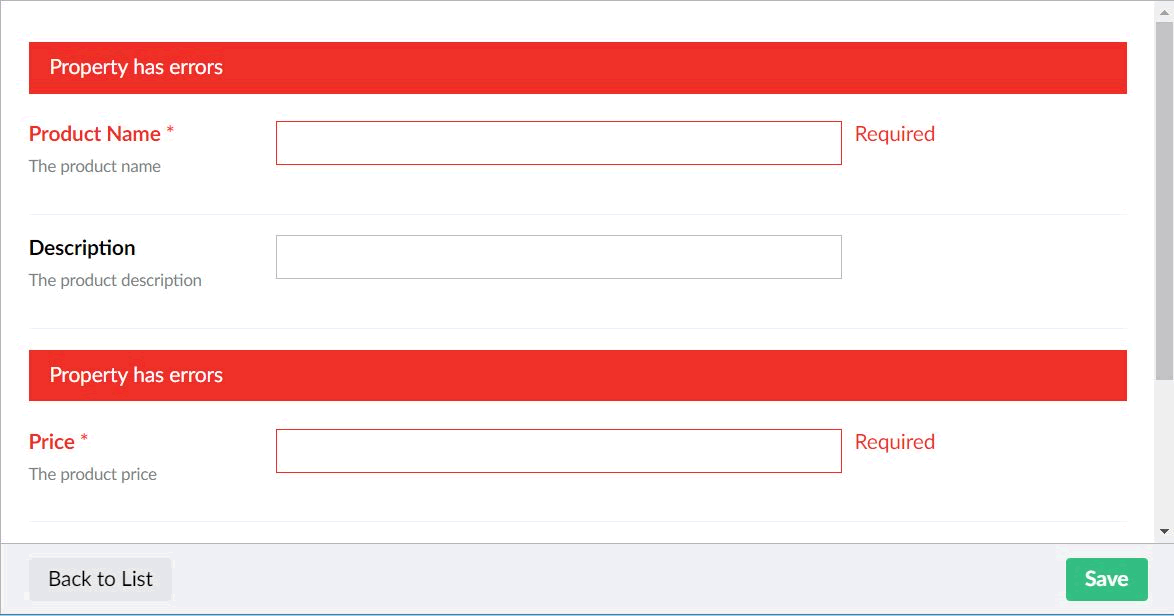 Property has errors
Product Name * Required
The product name
Description
The product description
Property has errors
Price * Required
The product price
Back to List Save